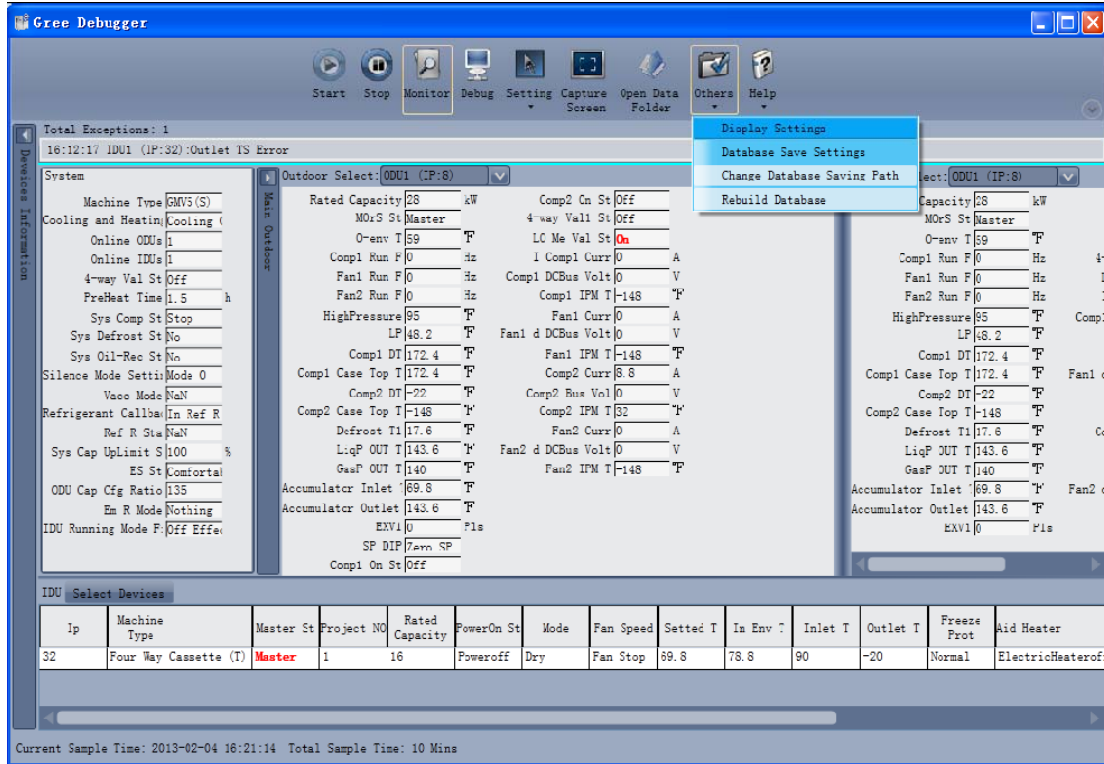 Gree Debugger
Start Stop Monitor Debug Setting Capture Screen Open Data Folder Others Help
Total Exceptions: 1
16:12:17 IDU1 (IP:32):Outlet TS Error
Display Settings
Database Save Settings
Change Database Saving Path
Rebuild Database
Deveices Information
System
Machine Type GMV5(S)
Cooling and Heatin Cooling
Online ODUs 1
Online IDUs 1
4-way Val St Off
PreHeat Time 1.5 h
Sys Comp St Stop
Sys Defrost St No
Sys Oil-Rec St No
Silence Mode Setti Mode 0
Vaco Mode NaN
Refrigerant Callba In Ref R
Ref R Sta NaN
Sys Cap UpLimit S 100 %
ES St Comforta
ODU Cap Cfg Ratio 135
Em R Mode Nothing
IDU Running Mode F: Off Effe
Main Outdoor
Outdoor Select: ODU1 (IP:8)
Rated Capacity 28 kW
MOrS St Master
O-env T 59 ℉
Comp1 Run F 0 Hz
Fan1 Run F 0 Hz
Fan2 Run F 0 Hz
HighPressure 95 ℉
LP 48.2 ℉
Comp1 DT 172.4 ℉
Comp1 Case Top T 172.4 ℉
Comp2 DT -22 ℉
Comp2 Case Top T -148 ℉
Defrost T1 17.6 ℉
LiqP OUT T 143.6 ℉
GasP OUT T 140 ℉
Accumulator Inlet 69.8 ℉
Accumulator Outlet 143.6 ℉
EXV1 0 Pls
SP DIP Zero SP
Comp1 On St Off
Comp2 On St Off
4-way Val1 St Off
LC Me Val St On
I Comp1 Curr 0 A
Comp1 DCBus Volt 0 V
Comp1 IPM T -148 ℉
Fan1 Curr 0 A
Fan1 d DCBus Volt 0 V
Fan1 IPM T -148 ℉
Comp2 Curr 8.8 A
Comp2 Bus Vol 0 V
Comp2 IPM T 32 ℉
Fan2 Curr 0 A
Fan2 d DCBus Volt 0 V
Fan2 IPM T -148 ℉
lect: ODU1 (IP:8)
Capacity 28 kW
MOrS St Master
O-env T 59 ℉
Comp1 Run F 0 Hz
Fan1 Run F 0 Hz
Fan2 Run F 0 Hz
HighPressure 95 ℉
LP 48.2 ℉
Comp1 DT 172.4 ℉
Comp1 Case Top T 172.4 ℉
Comp2 DT -22 ℉
Comp2 Case Top T -148 ℉
Defrost T1 17.6 ℉
LiqP OUT T 143.6 ℉
GasP OUT T 140 ℉
Accumulator Inlet 69.8 ℉
Accumulator Outlet 143.6 ℉
EXV1 0 Pls
4-
Comp
Fan1
Fan2
IDU Select Devices
Ip Machine Type Master St Project NO Rated Capacity PowerOn St Mode Fan Speed Setted T In Env T Inlet T Outlet T Freeze Prot Aid Heater
32 Four Way Cassette (T) Master 1 16 Poweroff Dry Fan Stop 69.8 78.8 90 -20 Normal ElectricHeaterof
Current Sample Time: 2013-02-04 16:21:14 Total Sample Time: 10 Mins